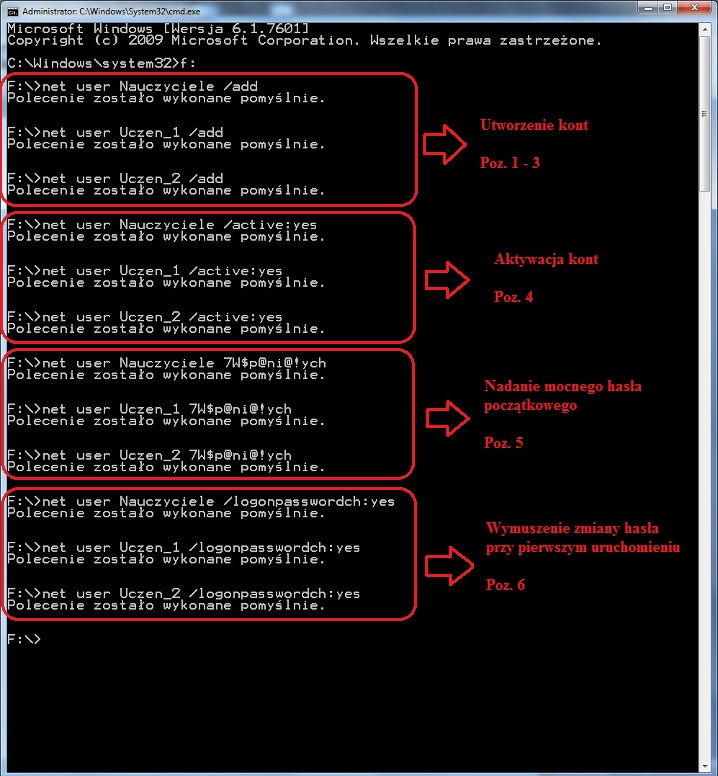 Administrator: C:\Windows\System32\cmd.exe
Microsoft Windows [Wersja 6.1.7601]
Copyright (c) 2009 Microsoft Corporation. Wszelkie prawa zastrzeżone.
C:\Windows\system32>f:
F:\>net user Nauczyciele /add
Polecenie zostało wykonane pomyślnie.
F:\>net user Uczen_1 /add
Polecenie zostało wykonane pomyślnie.
F:\>net user Uczen_2 /add
Polecenie zostało wykonane pomyślnie.
Utworzenie kont
Poz. 1 - 3
F:\>net user Nauczyciele /active:yes
Polecenie zostało wykonane pomyślnie.
F:\>net user Uczen_1 /active:yes
Polecenie zostało wykonane pomyślnie.
F:\>net user Uczen_2 /active:yes
Polecenie zostało wykonane pomyślnie.
Aktywacja kont
Poz. 4
F:\>net user Nauczyciele 7W$p@ni@!ych
Polecenie zostało wykonane pomyślnie.
F:\>net user Uczen_1 7W$p@ni@!ych
Polecenie zostało wykonane pomyślnie.
F:\>net user Uczen_2 7W$p@ni@!ych
Polecenie zostało wykonane pomyślnie.
Nadanie mocnego hasła
początkowego
Poz. 5
F:\>net user Nauczyciele /logonpasswordch:yes
Polecenie zostało wykonane pomyślnie.
F:\>net user Uczen_1 /logonpasswordch:yes
Polecenie zostało wykonane pomyślnie.
F:\>net user Uczen_2 /logonpasswordch:yes
Polecenie zostało wykonane pomyślnie.
Wymuszenie zmiany hasła
przy pierwszym uruchomieniu
Poz. 6
F:\>